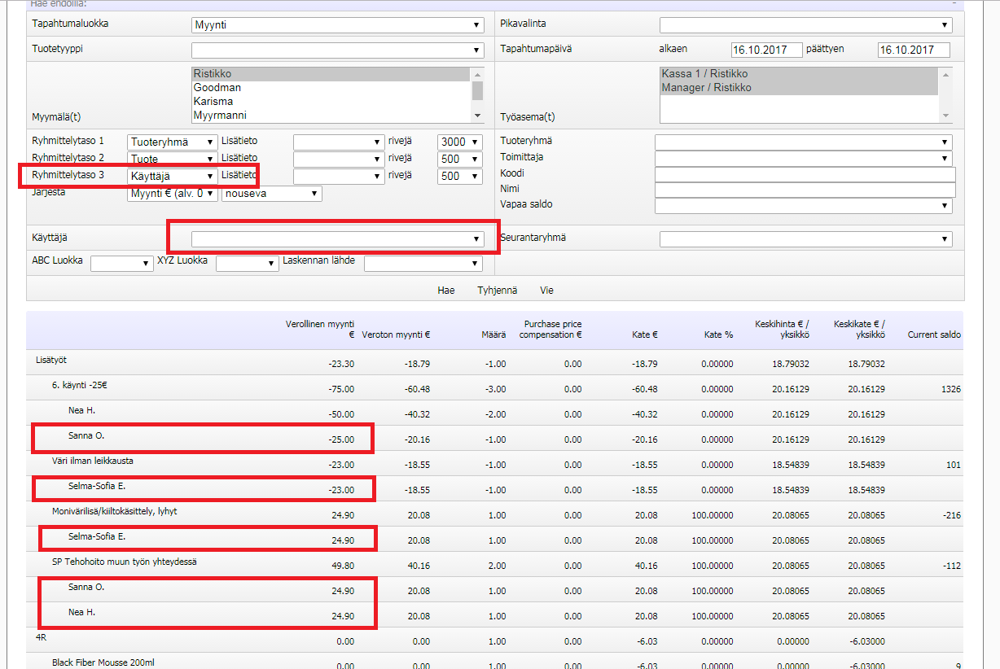 Hae endoilla:
Tapahtumaluokka Myynti Pikavalinta
Tuotetyyppi Tapahtumapäivä alkaen 16.10.2017 päättyen 16.10.2017
Ristikko Kassa 1 / Ristikko
Goodman Manager / Ristikko
Karisma
Myymälä(t) Myyrmanni Työasema(t)
Ryhmittelytaso 1 Tuoteryhmä Lisätieto rivejä 3000 Tuoteryhmä
Ryhmittelytaso 2 Tuote Lisätieto rivejä 500 Toimittaja
Ryhmittelytaso 3 Käyttäjä Lisätieto rivejä 500 Koodi
Järjestä Myynti € (alv. 0 nouseva Nimi
Vapaa saldo
Käyttäjä Seurantaryhmä
ABC Luokka XYZ Luokka Laskennan lähde
Hae Tyhjennä Vie
Verollinen myynti Purchase price Keskihinta € / Keskikate € /
€ Veroton myynti € Määrä compensation € Kate € Kate % yksikkö yksikkö Current saldo
Lisätyöt -23.30 -18.79 -1.00 0.00 -18.79 0.00000 18.79032 18.79032
6. käynti -25€ -75.00 -60.48 -3.00 0.00 -60.48 0.00000 20.16129 20.16129 1326
Nea H. -50.00 -40.32 -2.00 0.00 -40.32 0.00000 20.16129 20.16129
Sanna O. -25.00 -20.16 -1.00 0.00 -20.16 0.00000 20.16129 20.16129
Väri ilman leikkausta -23.00 -18.55 -1.00 0.00 -18.55 0.00000 18.54839 18.54839 101
Selma-Sofia E. -23.00 -18.55 -1.00 0.00 -18.55 0.00000 18.54839 18.54839
Monivärilisä/kiiltokäsittely, lyhyt 24.90 20.08 1.00 0.00 20.08 100.00000 20.08065 20.08065 -216
Selma-Sofia E. 24.90 20.08 1.00 0.00 20.08 100.00000 20.08065 20.08065
SP Tehohoito muun työn yhteydessä 49.80 40.16 2.00 0.00 40.16 100.00000 20.08065 20.08065 -112
Sanna O. 24.90 20.08 1.00 0.00 20.08 100.00000 20.08065 20.08065
Nea H. 24.90 20.08 1.00 0.00 20.08 100.00000 20.08065 20.08065
4R 0.00 0.00 1.00 0.00 -6.03 0.00000 0.00000 -6.03000
Black Fiber Mousse 200ml 0.00 0.00 1.00 0.00 -6.03 0.00000 0.00000 -6.03000 9